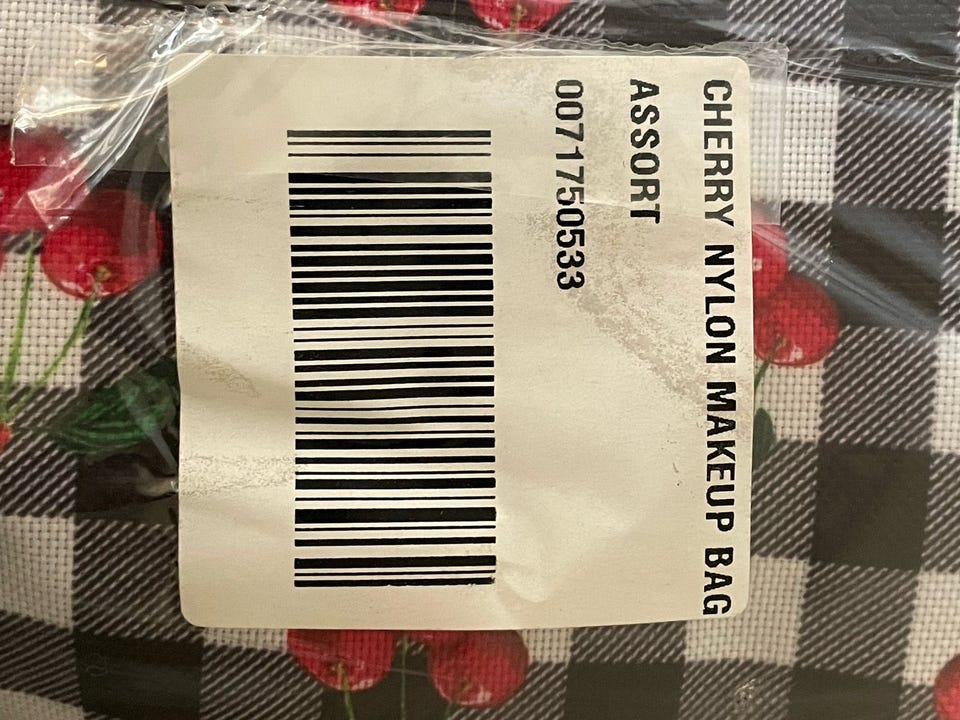 CHERRY NYLON MAKEUP BAG
ASSORT
0071750533